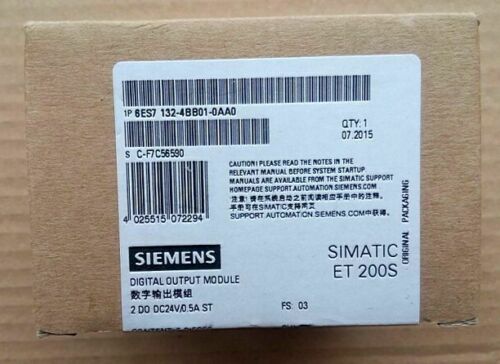 1P 6ES7 132-4BB01-0AA0
QTY: 1
07.2015
S C-F7C56590
CAUTION! PLEASE READ THE NOTES IN THE
RELEVANT MANUAL BEFORE SYSTEM STARTUP
MANUALS ARE AVAILABLE FROM THE SIMATIC SUPPORT
HOMEPAGE SUPPORT.AUTOMATION.SIEMENS.COM
注意: 请在系统启动之前阅读相应手册中的注释.
手册可在SIMATIC支持网页
SUPPORT.AUTOMATION.SIEMENS.COM中获得.
4 025515 072294
ORIGINAL PACKAGING
SIEMENS
SIMATIC
ET 200S
DIGITAL OUTPUT MODULE
数字输出模组
2 DO DC24V/0.5A ST
FS: 03